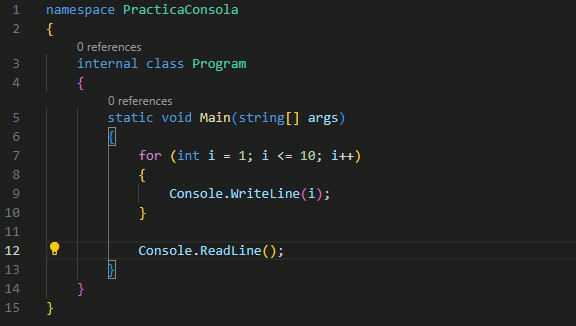 1 namespace PracticaConsola
2 {
0 references
3 internal class Program
4 {
0 references
5 static void Main(string[] args)
6 {
7 for (int i = 1; i <= 10; i++)
8 {
9 Console.WriteLine(i);
10 }
11
12 Console.ReadLine();
13 }
14 }
15 }